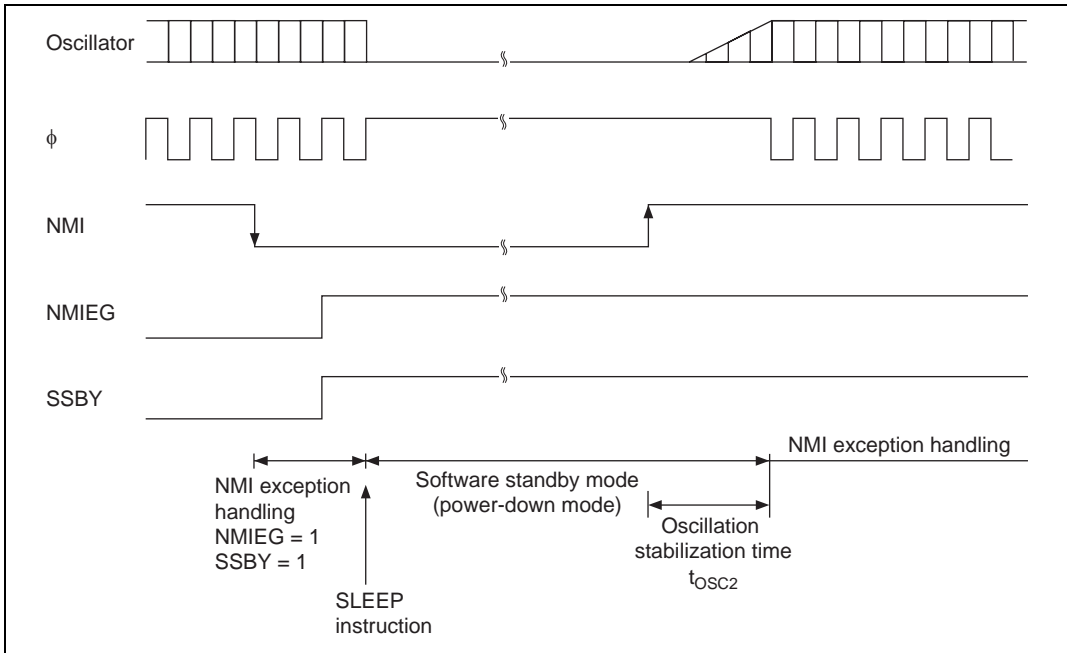 Oscillator
φ
NMI
NMIEG
SSBY
NMI exception handling
NMI exception
handling
NMIEG = 1
SSBY = 1
Software standby mode
(power-down mode)
Oscillation
stabilization time
tOSC2
SLEEP
instruction